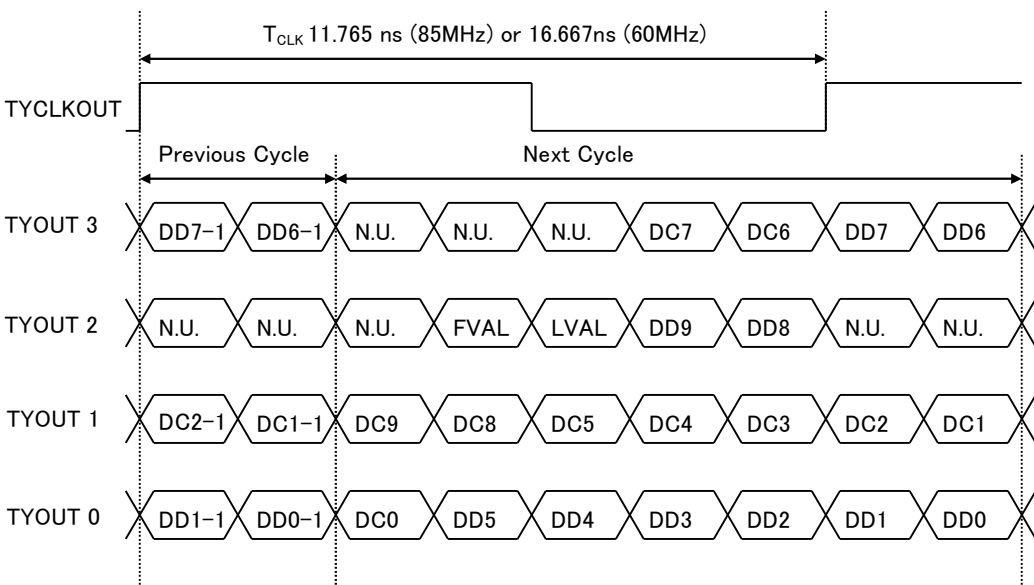 T_CLK 11.765 ns (85MHz) or 16.667ns (60MHz)
TYCLKOUT
Previous Cycle Next Cycle
TYOUT 3 DD7-1 DD6-1 N.U. N.U. N.U. DC7 DC6 DD7 DD6
TYOUT 2 N.U. N.U. N.U. FVAL LVAL DD9 DD8 N.U. N.U.
TYOUT 1 DC2-1 DC1-1 DC9 DC8 DC5 DC4 DC3 DC2 DC1
TYOUT 0 DD1-1 DD0-1 DC0 DD5 DD4 DD3 DD2 DD1 DD0